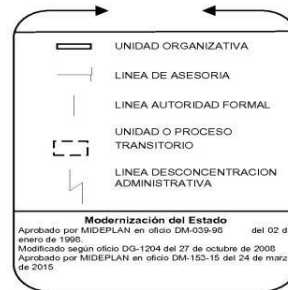 UNIDAD ORGANIZATIVA
LINEA DE ASESORIA
LINEA AUTORIDAD FORMAL
UNIDAD O PROCESO
TRANSITORIO
LINEA DESCONCENTRACION
ADMINISTRATIVA
Modernización del Estado
Aprobado por MIDEPLAN en oficio DM-039-98 del 02 de
enero de 1998.
Modificado según oficio DG-1204 del 27 de octubre de 2008
Aprobado por MIDEPLAN en oficio DM-153-15 del 24 de marz
de 2015